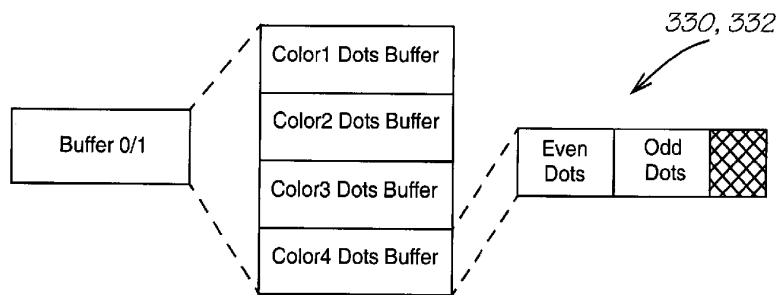 330, 332
Color1 Dots Buffer
Color2 Dots Buffer
Buffer 0/1
Even
Dots
Odd
Dots
Color3 Dots Buffer
Color4 Dots Buffer